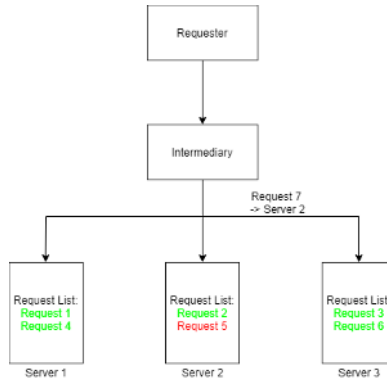 Requester
Intermediary
Request 7
-> Server 2
Request List:
Request 1
Request 4
Server 1
Request List:
Request 2
Request 5
Server 2
Request List:
Request 3
Request 6
Server 3